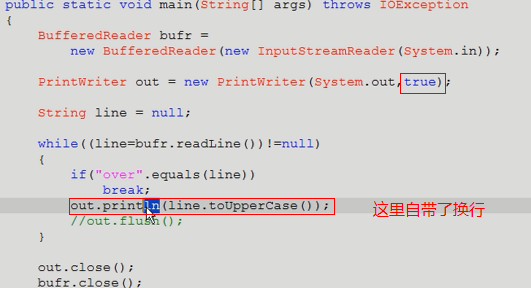 public static void main(String[] args) throws IOException
{
    BufferedReader bufr =
        new BufferedReader(new InputStreamReader(System.in));
    PrintWriter out = new PrintWriter(System.out,true);
    String line = null;
    while((line=bufr.readLine())!=null)
    {
        if("over".equals(line))
            break;
        out.println(line.toUpperCase()); 这里自带了换行
        //out.flush();
    }
    out.close();
    bufr.close();